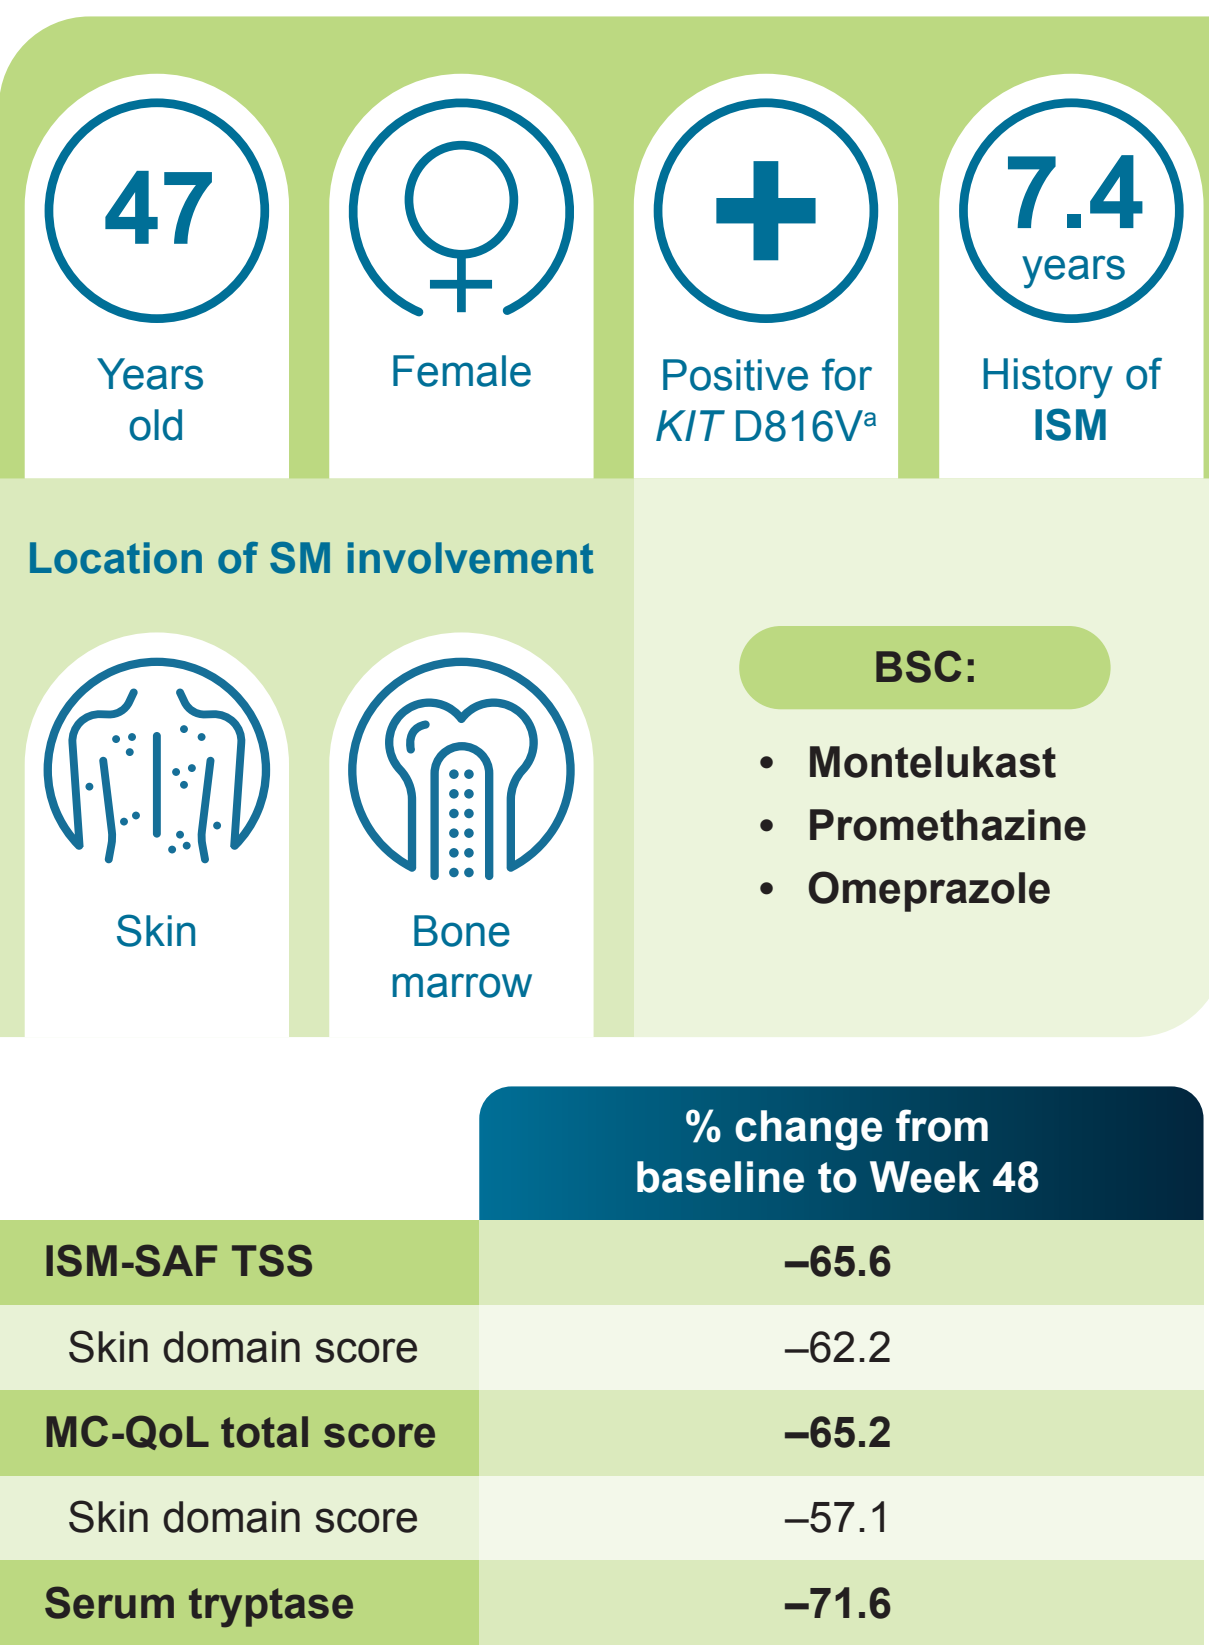 47
Years
old
Female
Positive for
KIT D816Vᵃ
7.4
years
History of
ISM
Location of SM involvement
Skin
Bone
marrow
BSC:
• Montelukast
• Promethazine
• Omeprazole
% change from
baseline to Week 48
ISM-SAF TSS –65.6
Skin domain score –62.2
MC-QoL total score –65.2
Skin domain score –57.1
Serum tryptase –71.6